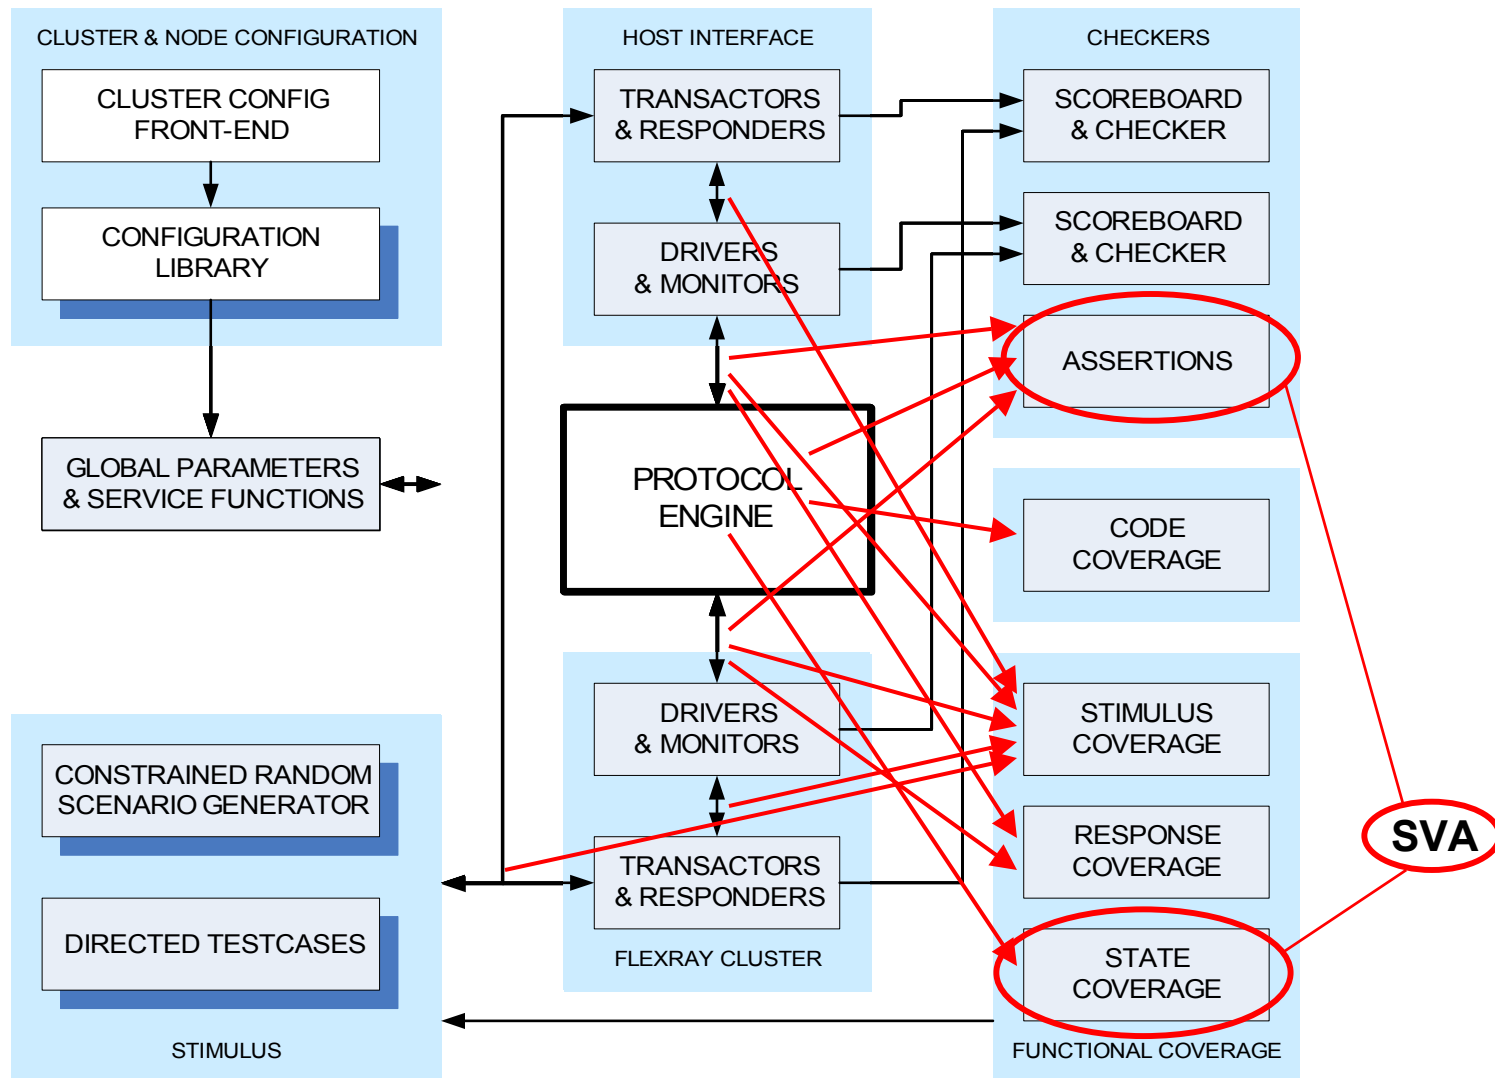 CLUSTER & NODE CONFIGURATION
CLUSTER CONFIG
FRONT-END
CONFIGURATION
LIBRARY
GLOBAL PARAMETERS
& SERVICE FUNCTIONS
CONSTRAINED RANDOM
SCENARIO GENERATOR
DIRECTED TESTCASES
STIMULUS
HOST INTERFACE
TRANSACTORS
& RESPONDERS
DRIVERS
& MONITORS
PROTOCOL
ENGINE
DRIVERS
& MONITORS
TRANSACTORS
& RESPONDERS
FLEXRAY CLUSTER
CHECKERS
SCOREBOARD
& CHECKER
SCOREBOARD
& CHECKER
ASSERTIONS
CODE
COVERAGE
STIMULUS
COVERAGE
RESPONSE
COVERAGE
STATE
COVERAGE
FUNCTIONAL COVERAGE
SVA